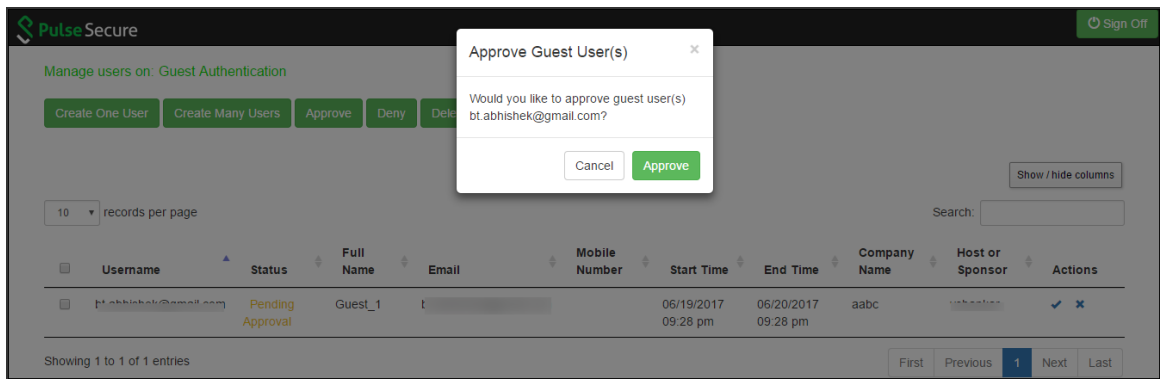 Pulse Secure
Sign Off
Approve Guest User(s)
×
Manage users on: Guest Authentication
Would you like to approve guest user(s)
bt.abhishek@gmail.com?
Create One User
Create Many Users
Approve
Deny
Cancel
Approve
Show / hide columns
10
records per page
Search:
Username
Status
Full
Name
Email
Mobile
Number
Start Time
End Time
Company
Name
Host or
Sponsor
Actions
Pending
Approval
Guest_1
06/19/2017
09:28 pm
06/20/2017
09:28 pm
aabc
Showing 1 to 1 of 1 entries
First
Previous
1
Next
Last